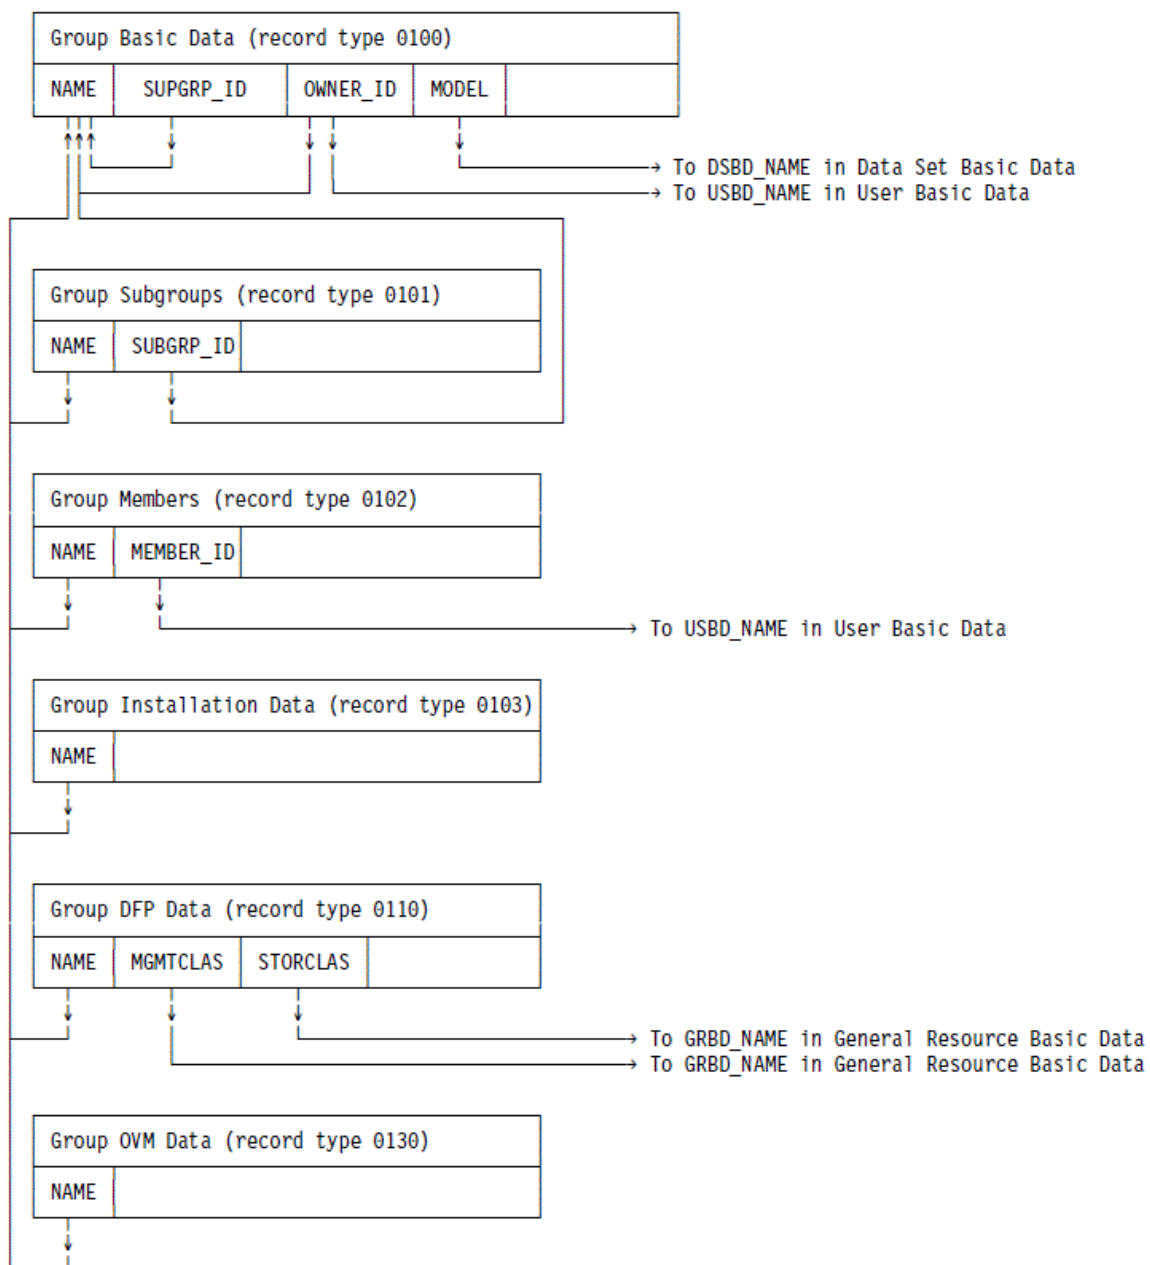 Group Basic Data (record type 0100)
NAME SUPGRP_ID OWNER_ID MODEL
To DSBD_NAME in Data Set Basic Data
To USBD_NAME in User Basic Data
Group Subgroups (record type 0101)
NAME SUBGRP_ID
Group Members (record type 0102)
NAME MEMBER_ID
To USBD_NAME in User Basic Data
Group Installation Data (record type 0103)
NAME
Group DFP Data (record type 0110)
NAME MGMTCLAS STORCLAS
To GRBD_NAME in General Resource Basic Data
To GRBD_NAME in General Resource Basic Data
Group OVM Data (record type 0130)
NAME